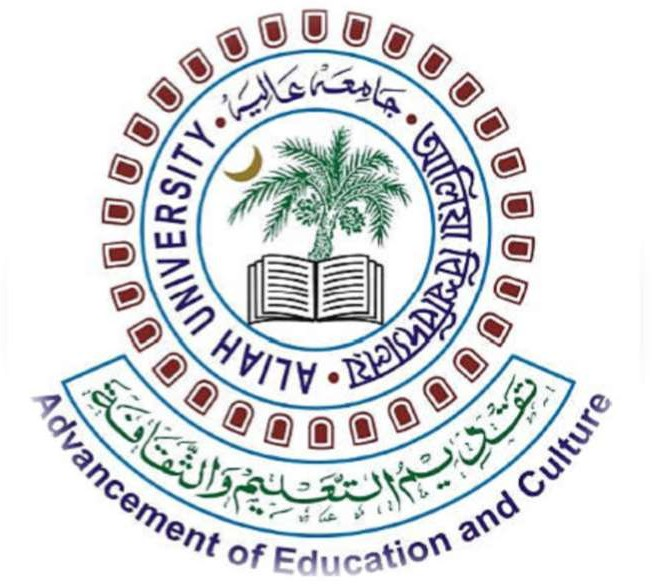 جامعہ عالیہ
ALIAH UNIVERSITY
আলিয়া বিশ্ববিদ্যালয়
تقديم التعليم والثقافة
Advancement of Education and Culture